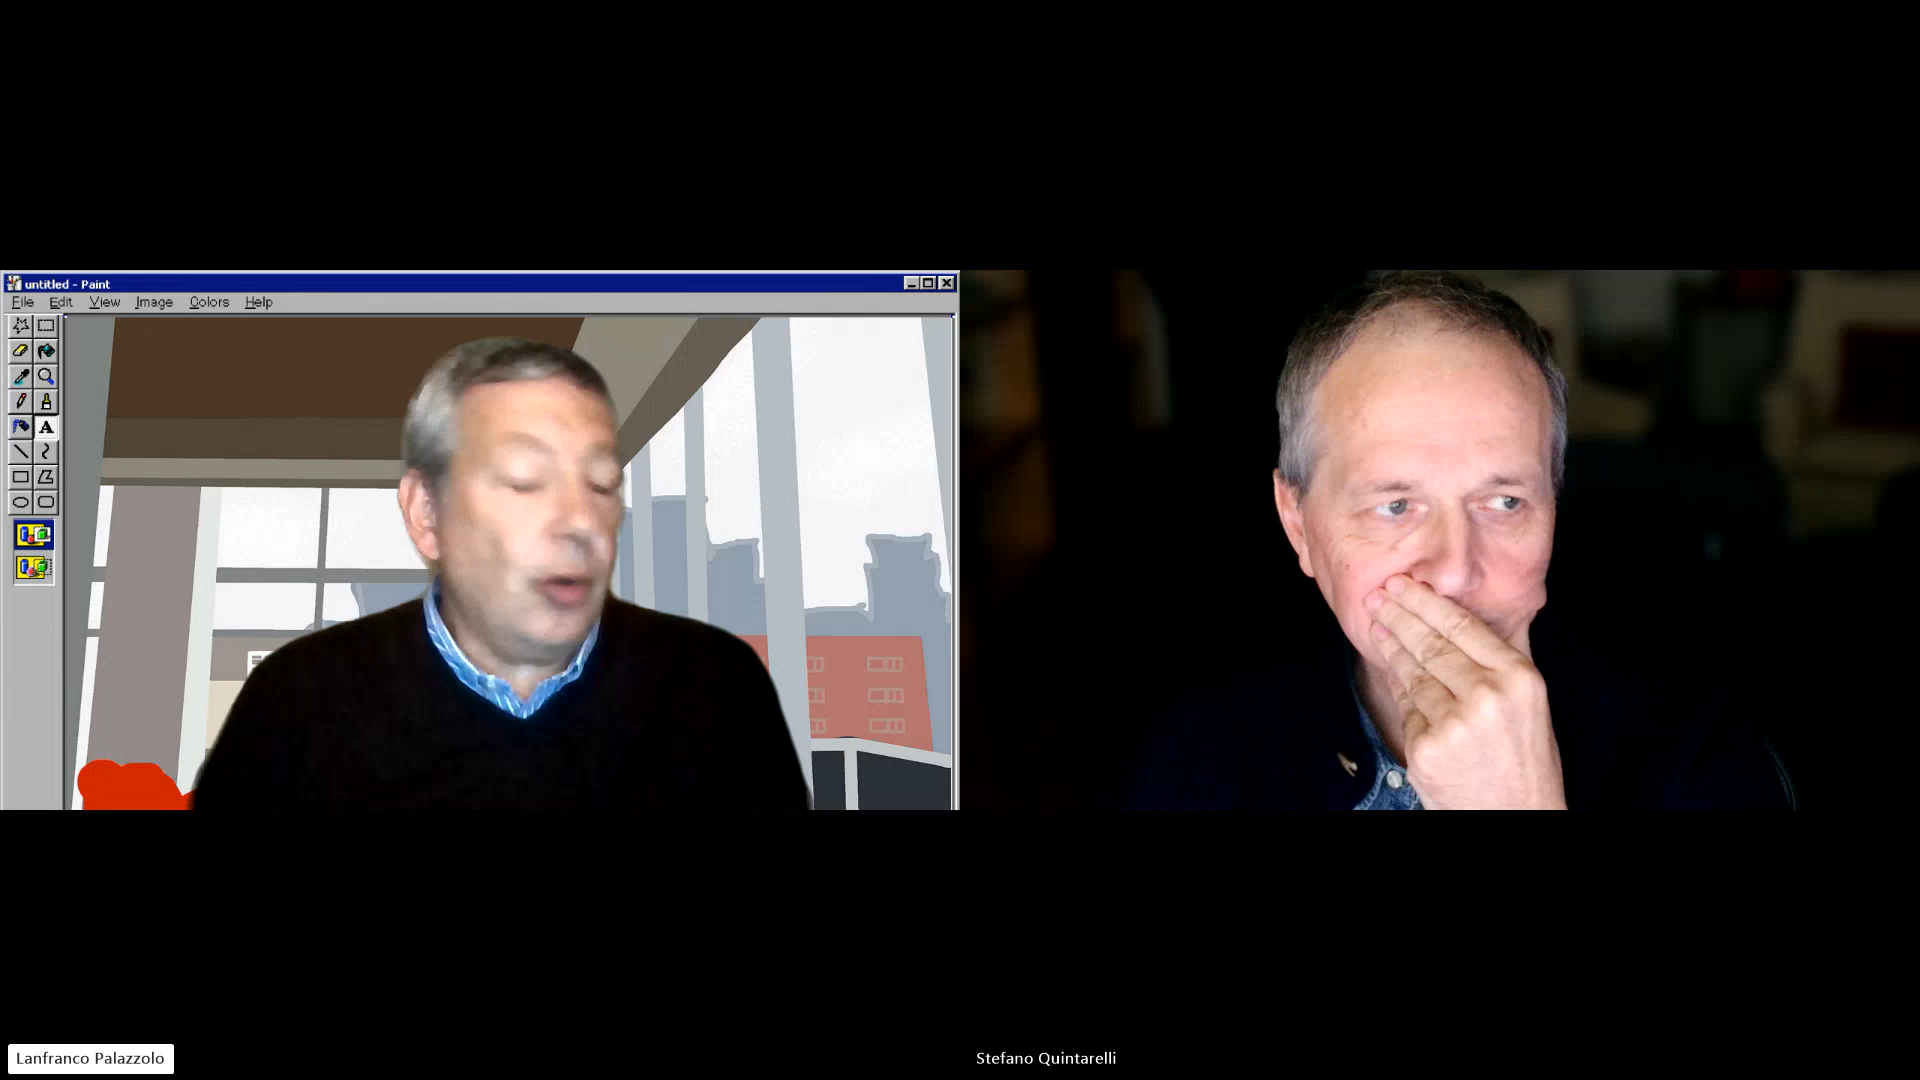 untitled - Paint
File Edit View Image Colors Help
A
Lanfranco Palazzolo
Stefano Quintarelli